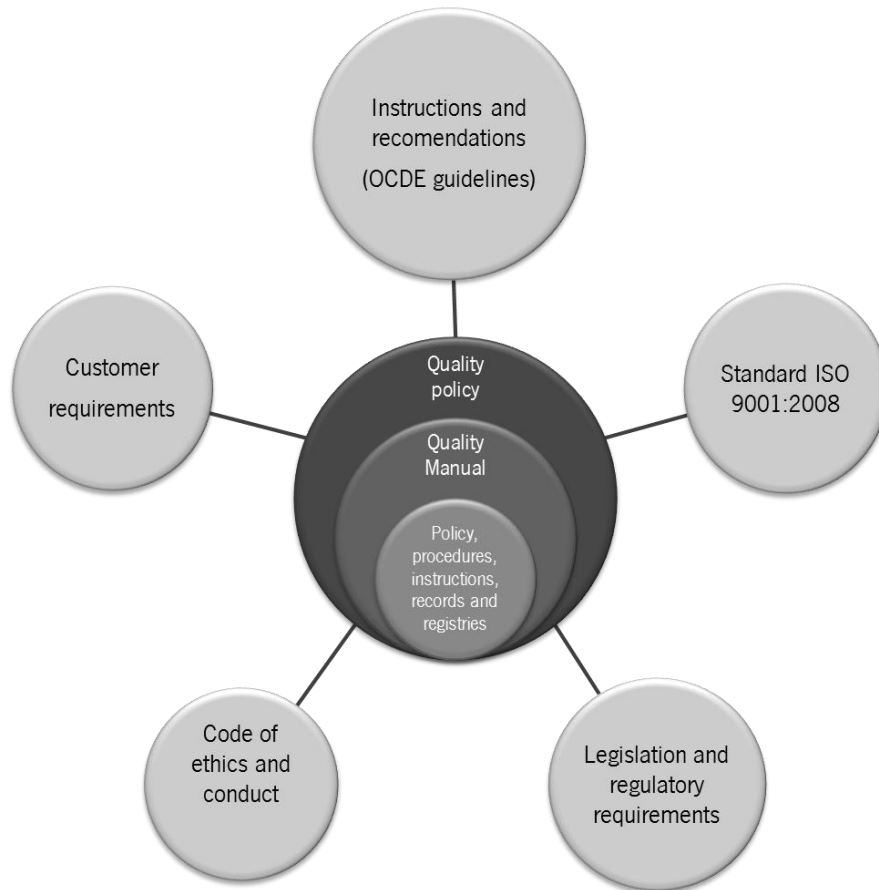 Instructions and
recomendations
(OCDE guidelines)
Customer
requirements
Quality
policy
Standard ISO
9001:2008
Quality
Manual
Policy,
procedures,
instructions,
records and
registries
Code of
ethics and
conduct
Legislation and
regulatory
requirements